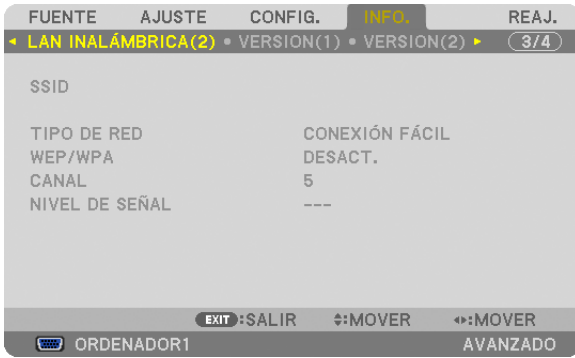 FUENTE AJUSTE CONFIG. INFO. REAJ.
LAN INALÁMBRICA(2) • VERSION(1) • VERSION(2) 3/4
SSID
TIPO DE RED CONEXIÓN FÁCIL
WEP/WPA DESACT.
CANAL 5
NIVEL DE SEÑAL ---
EXIT :SALIR :MOVER :MOVER
ORDENADOR1 AVANZADO